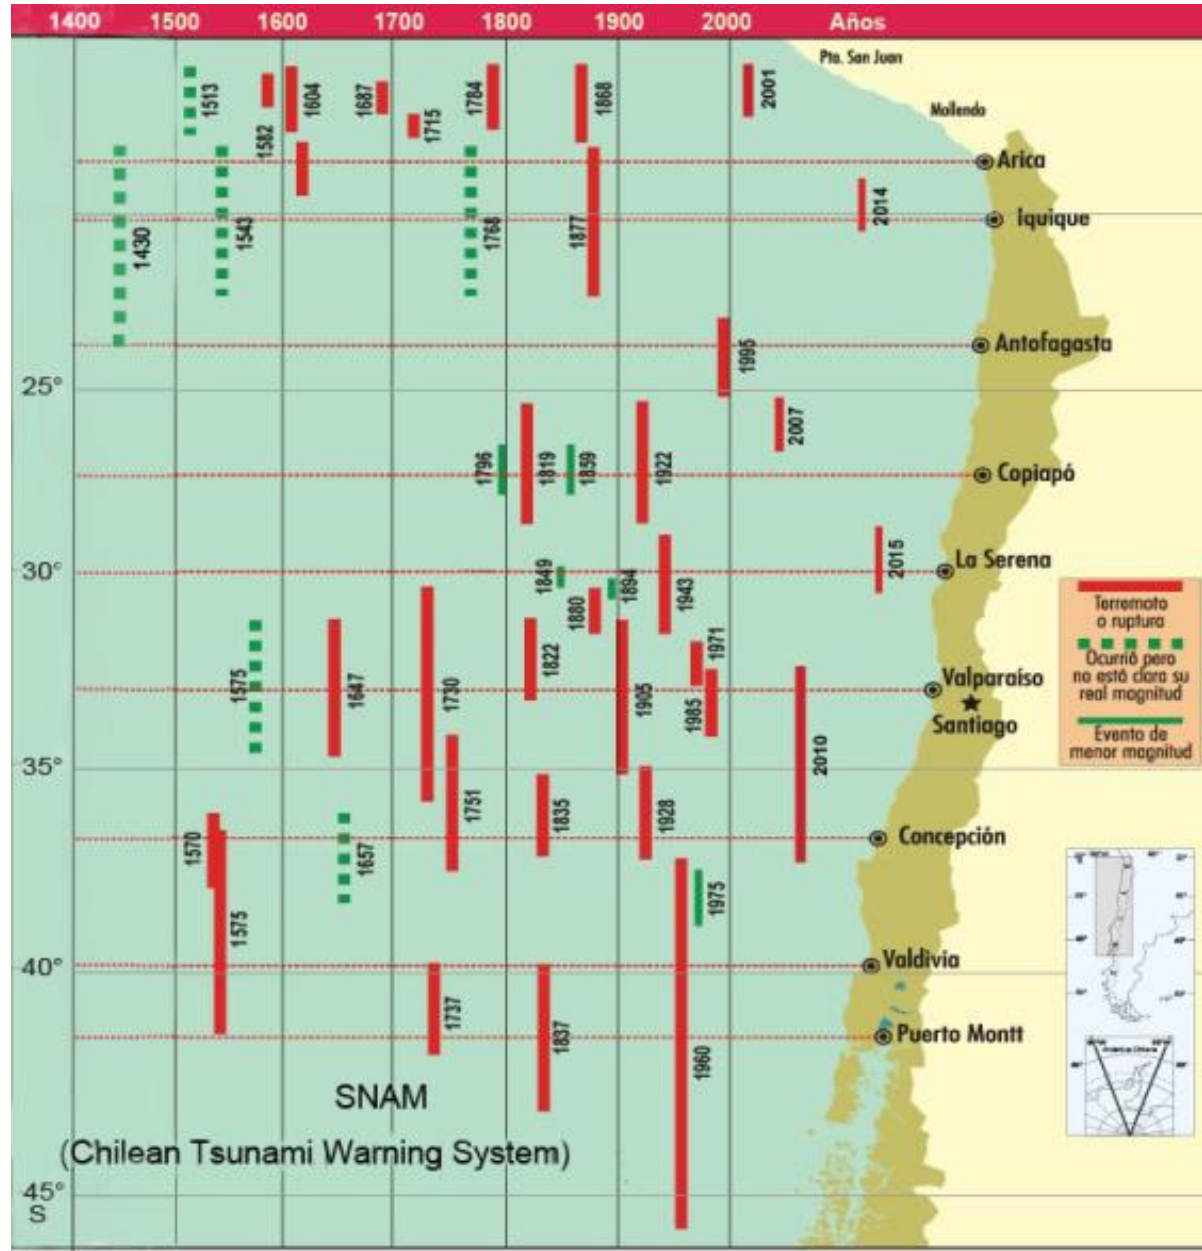 1400 1500 1600 1700 1800 1900 2000 Años
Pta. San Juan
Mollendo
1513
1582
1604
1687
1715
1784
1868
2001
Arica
1430
1543
1768
1877
2014
Iquique
Antofagasta
1995
25°
2007
1796
1819
1859
1922
Copiapó
30°
1849
1880
1894
1943
2015
La Serena
Terremoto
o ruptura
Ocurrió pero
no está clara su
real magnitud
Evento de
menor magnitud
1575
1647
1730
1822
1905
1971
1985
Valparaíso
Santiago
2010
35°
1751
1835
1928
Concepción
1570
1575
1657
1975
40°
Valdivia
1737
1837
1960
Puerto Montt
SNAM
(Chilean Tsunami Warning System)
45°
S